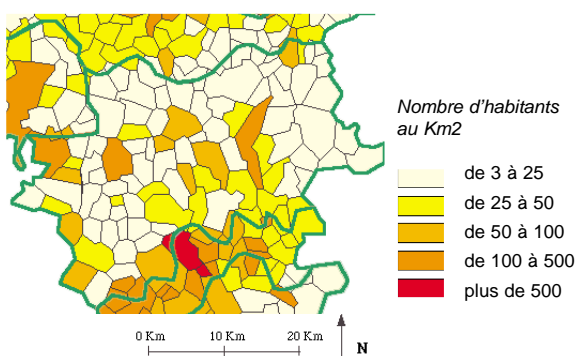 Nombre d'habitants
au Km2
de 3 à 25
de 25 à 50
de 50 à 100
de 100 à 500
plus de 500
0 Km 10 Km 20 Km
N